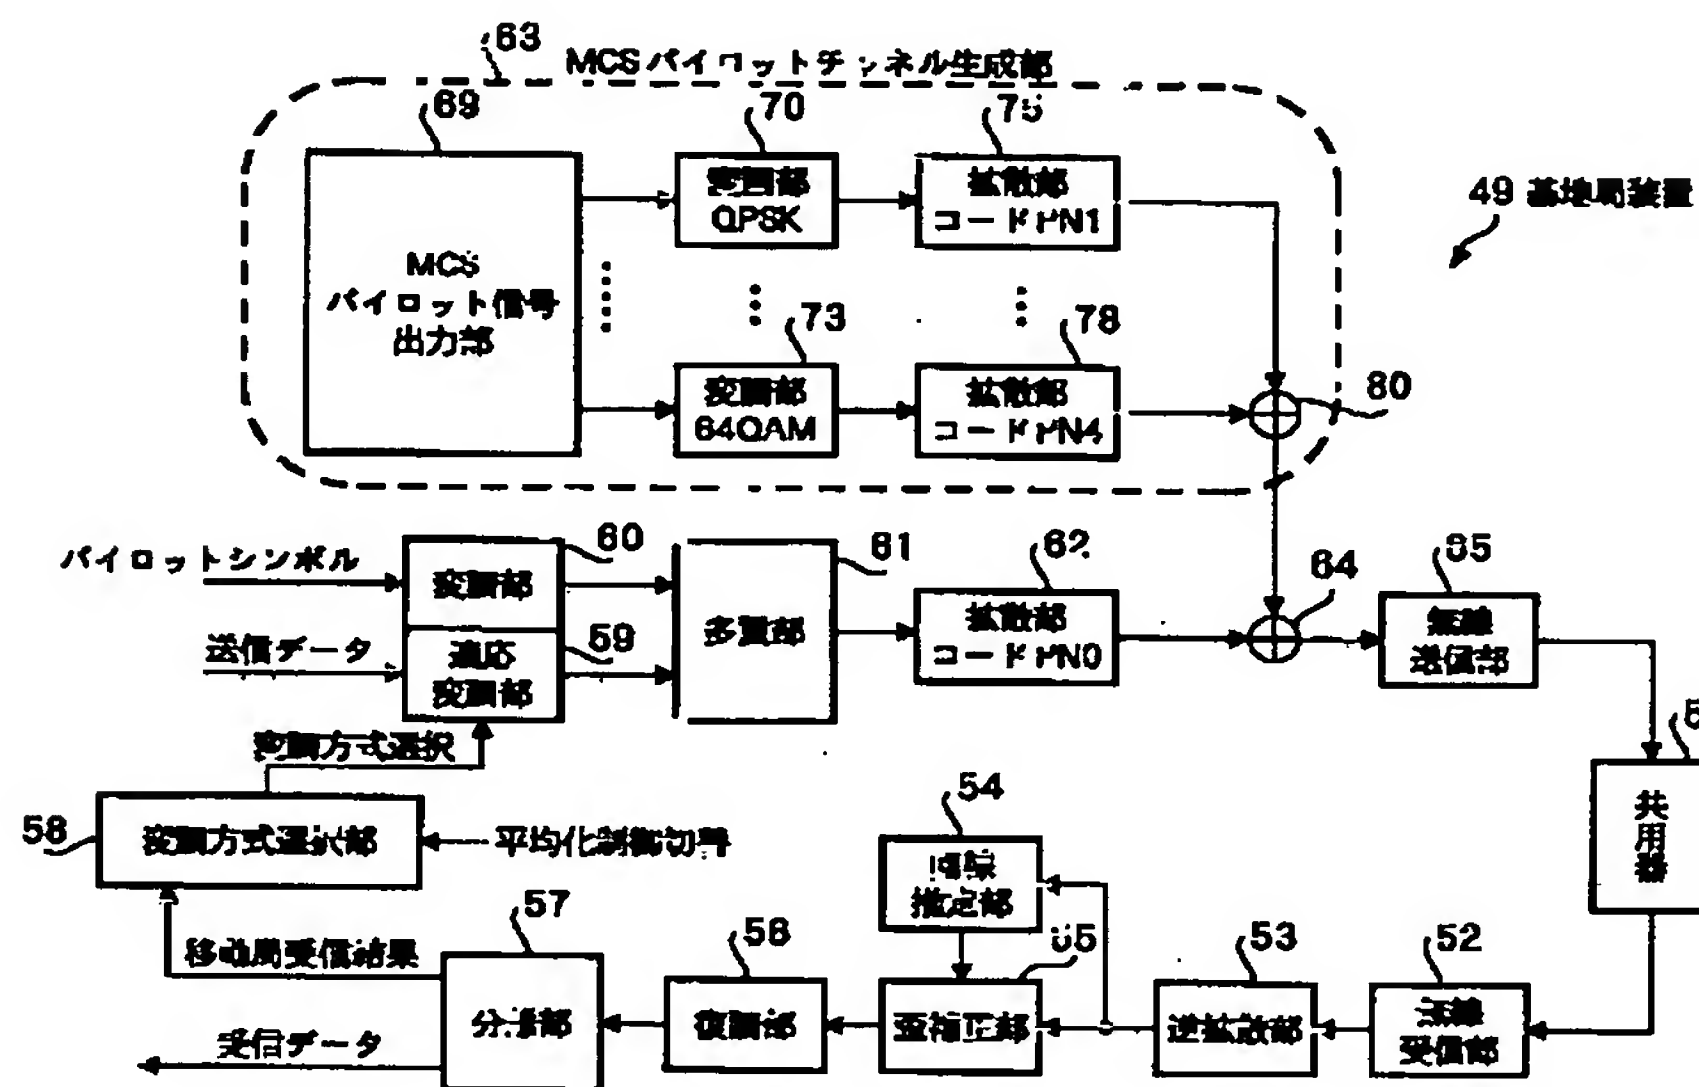 63
MCSパイロットチャネル生成部
69
70
75
MCS
パイロット信号
出力部
変調部
QPSK
拡散部
コードPN1
49 基地局装置
73
78
変調部
64QAM
拡散部
コードPN4
80
パイロットシンボル
60
変調部
61
多重部
62
拡散部
コードPN0
64
65
無線
送信部
送信データ
59
適応
変調部
変調方式選択
58
変調方式選択部
平均化制御切替
54
回線
推定部
共用器
移動局受信結果
57
分離部
56
復調部
55
歪補正部
53
逆拡散部
52
無線
受信部
受信データ